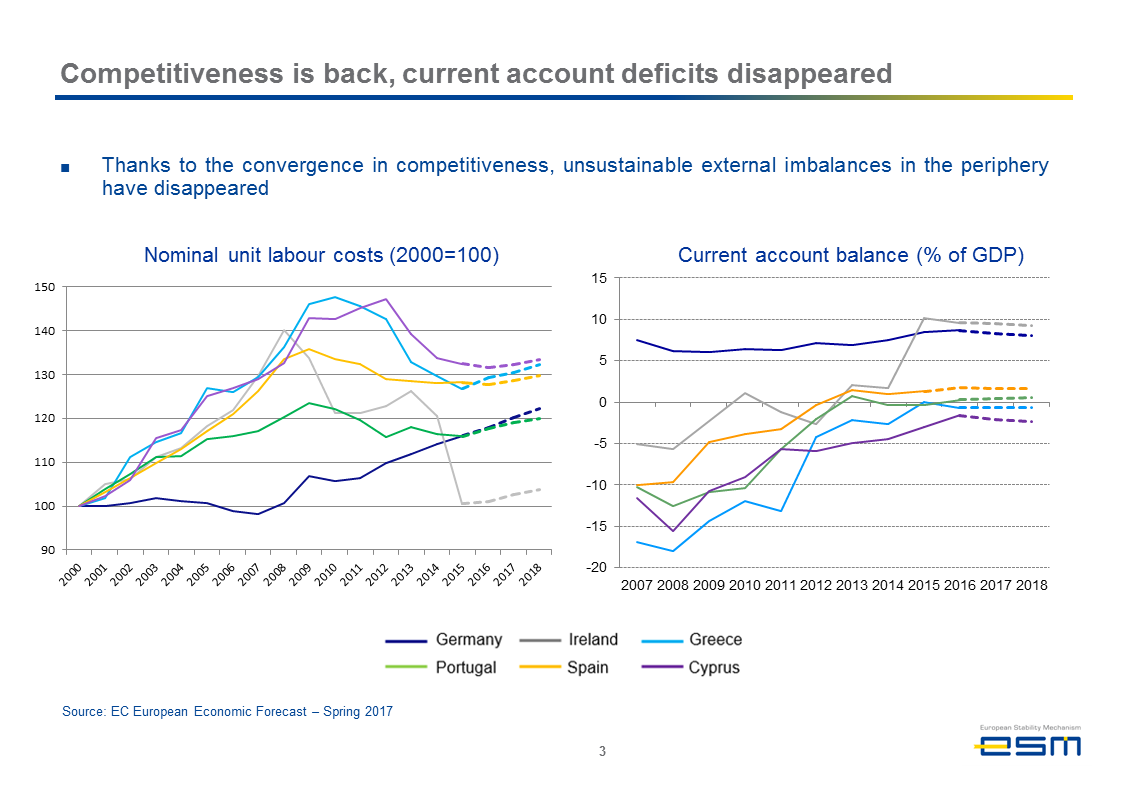 Competitiveness is back, current account deficits disappeared
■ Thanks to the convergence in competitiveness, unsustainable external imbalances in the periphery
have disappeared
Nominal unit labour costs (2000=100)
150
140
130
120
110
100
90
2000 2001 2002 2003 2004 2005 2006 2007 2008 2009 2010 2011 2012 2013 2014 2015 2016 2017 2018
Current account balance (% of GDP)
15
10
5
0
-5
-10
-15
-20
2007 2008 2009 2010 2011 2012 2013 2014 2015 2016 2017 2018
Germany Ireland Greece
Portugal Spain Cyprus
Source: EC European Economic Forecast – Spring 2017
3
European Stability Mechanism
esm